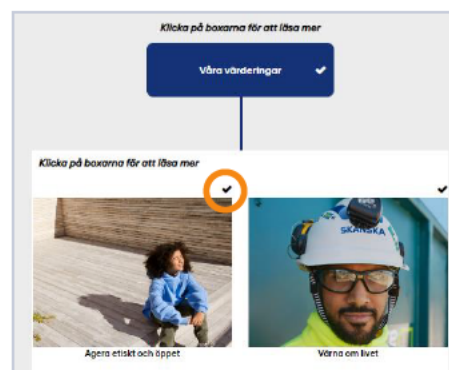 Klicka på boxarna för att läsa mer
Våra värderingar
Klicka på boxarna för att läsa mer
SKANSKA
Agera etiskt och öppet
Värna om livet